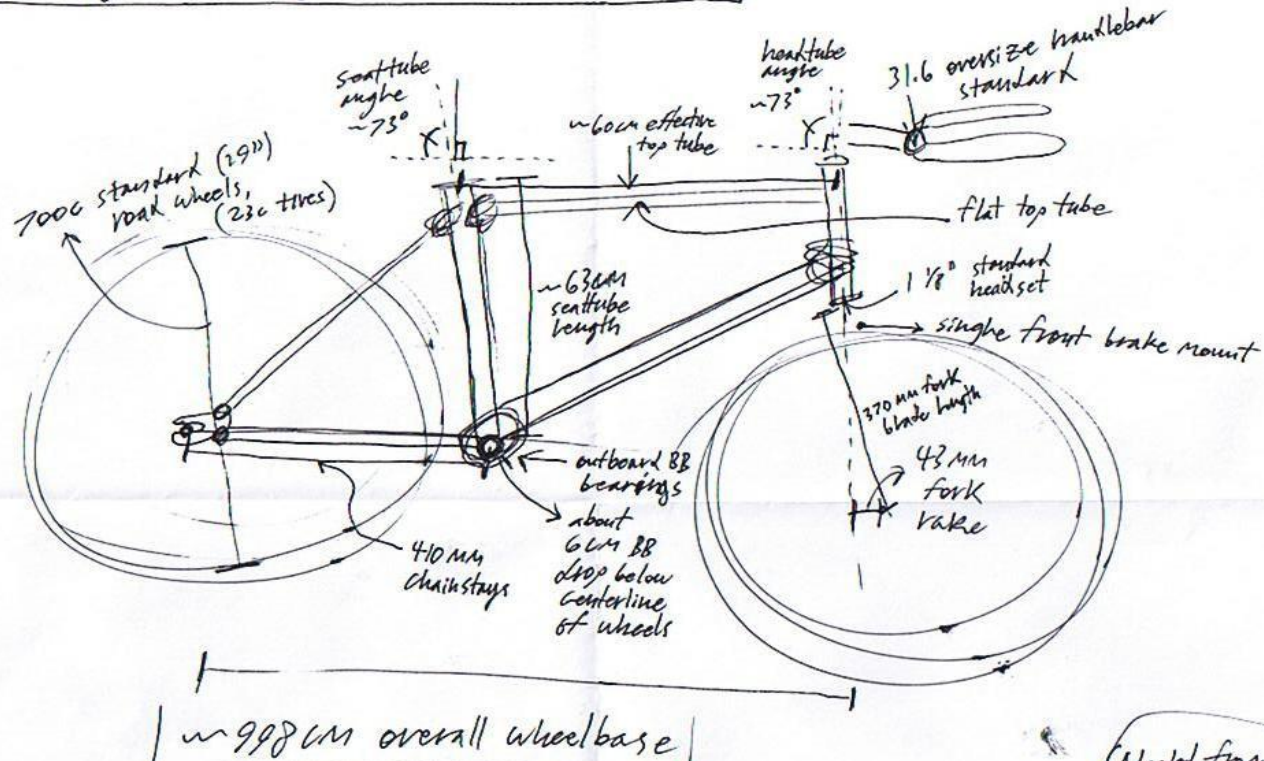 seattube
angle
~73°
headtube
angle
~73°
31.6 oversize handlebar
standard
~60cm effective
top tube
700c standard (29")
road wheels,
(23c tires)
flat top tube
~63cm
seattube
length
1 1/8" standard
headset
single front brake mount
370 mm fork
blade length
43 mm
fork
rake
outboard BB
bearings
about
6 cm BB
drop below
centerline
of wheels
410 mm
chainstays
~998 cm overall wheelbase